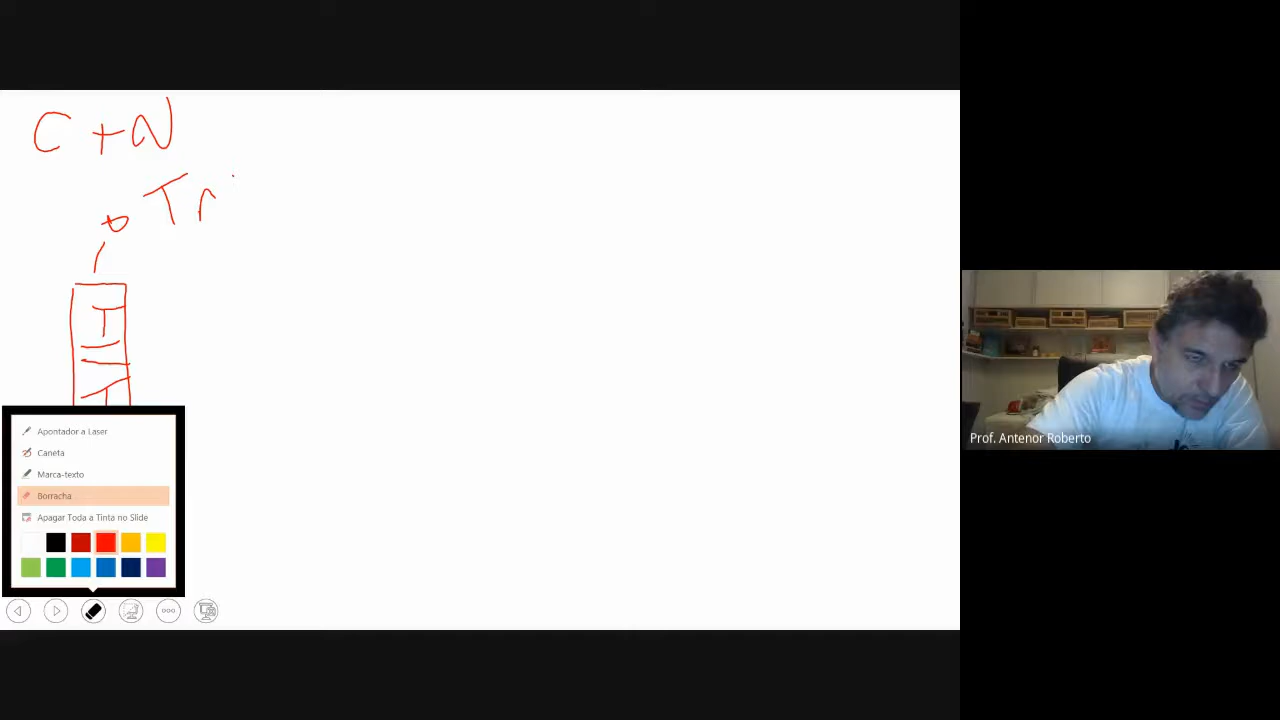 C + N
Tr
T
T
Apontador a Laser
Caneta
Marca-texto
Borracha
Apagar Toda a Tinta no Slide
Prof. Antenor Roberto